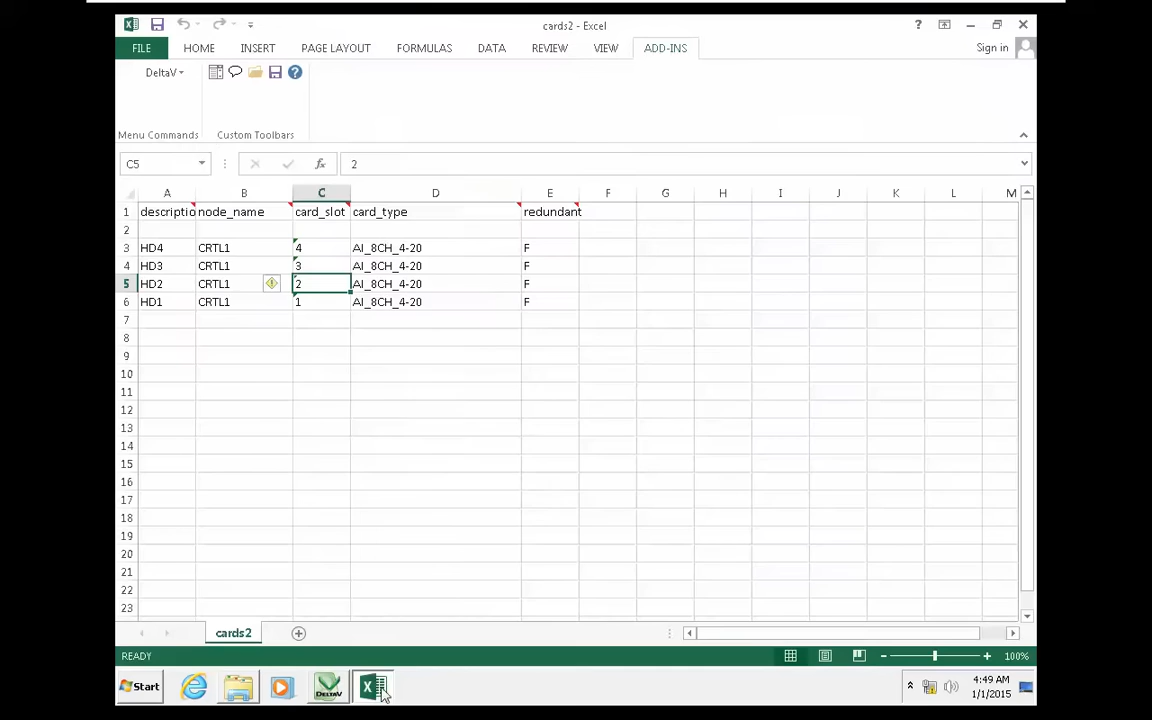 cards2 - Excel
FILE HOME INSERT PAGE LAYOUT FORMULAS DATA REVIEW VIEW ADD-INS Sign in
DeltaV
Menu Commands Custom Toolbars
C5 fx 2
A B C D E F G H I J K L M
1 descriptio node_name card_slot card_type redundant
2
3 HD4 CRTL1 4 AI_8CH_4-20 F
4 HD3 CRTL1 3 AI_8CH_4-20 F
5 HD2 CRTL1 2 AI_8CH_4-20 F
6 HD1 CRTL1 1 AI_8CH_4-20 F
7
8
9
10
11
12
13
14
15
16
17
18
19
20
21
22
23
cards2
READY 100%
Start DeltaV 4:49 AM
1/1/2015